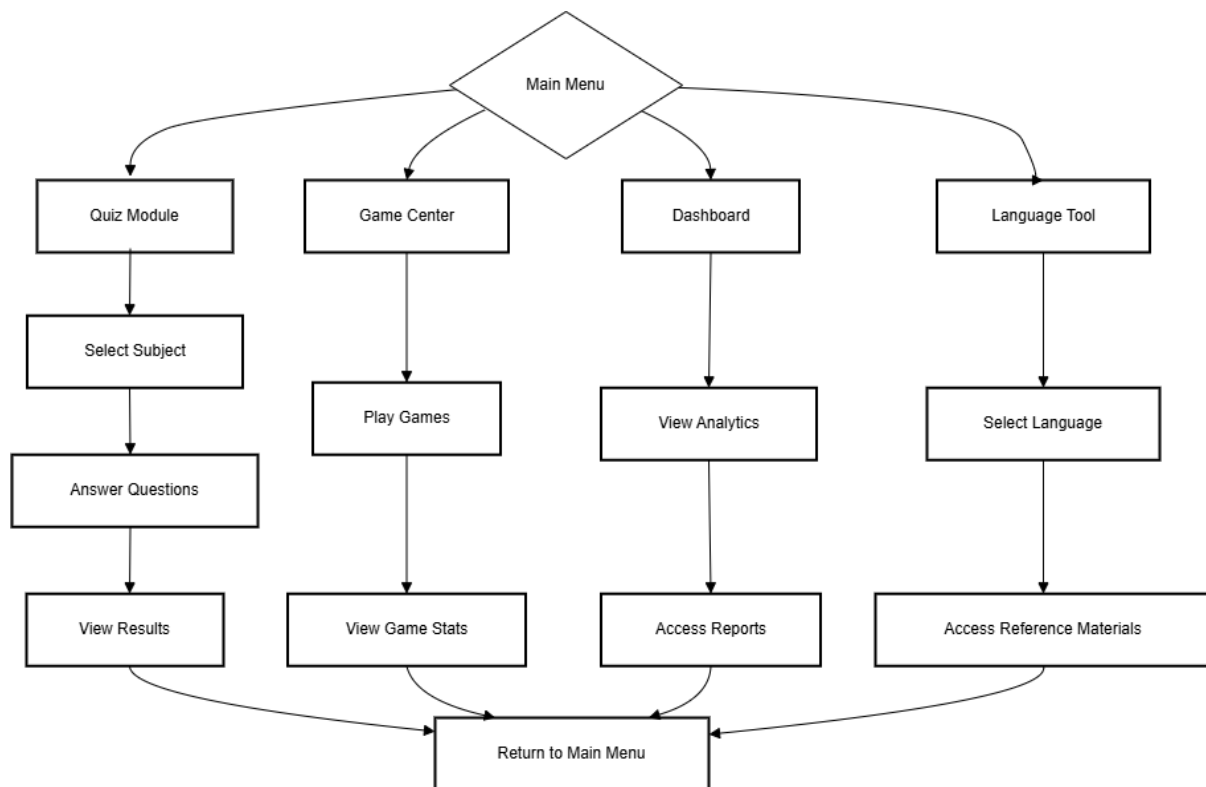 Main Menu
Quiz Module
Game Center
Dashboard
Language Tool
Select Subject
Play Games
View Analytics
Select Language
Answer Questions
View Results
View Game Stats
Access Reports
Access Reference Materials
Return to Main Menu